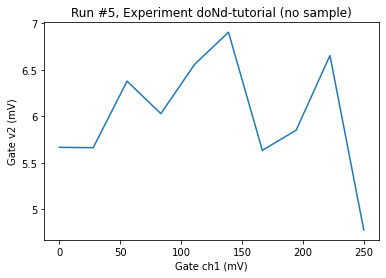 Run #5, Experiment doNd-tutorial (no sample)
7
6.5
6
5.5
5
Gate v2 (mV)
0 50 100 150 200 250
Gate ch1 (mV)